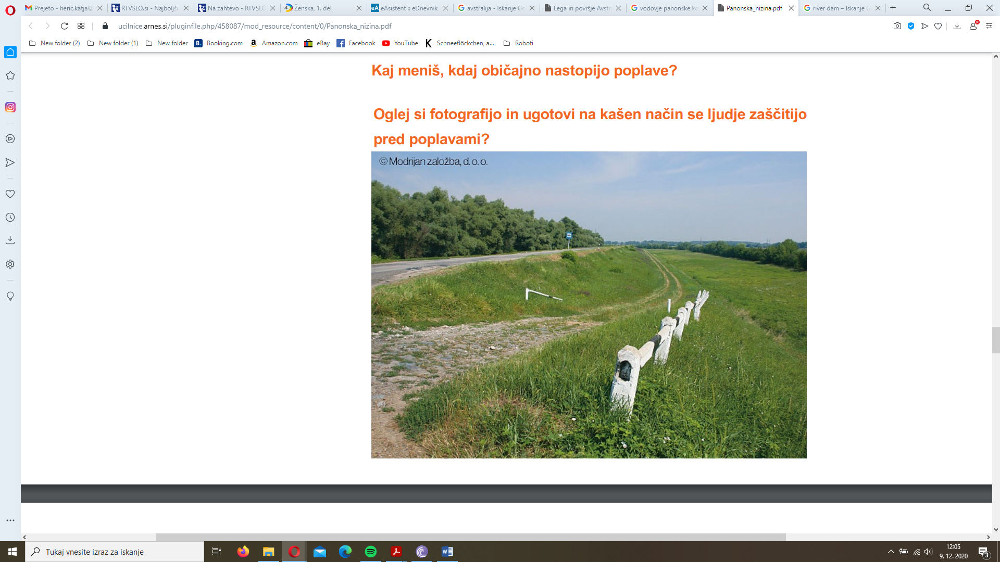 Prejeto - heric.katja@
RTVSLO.si - Najboljši
Na zahtevo - RTVSLO
Ženska, 1. del
eAsistent :: eDnevnik
avstralija - Iskanje Go
Lega in površje Avstr
vodovje panonske ko
Panonska_nizina.pdf
river dam – Iskanje G
ucilnice.arnes.si/pluginfile.php/458087/mod_resource/content/0/Panonska_nizina.pdf
New folder (2)
New folder (1)
New folder
Booking.com
Amazon.com
eBay
Facebook
YouTube
Schneeflöckchen, a...
Roboti
Kaj meniš, kdaj običajno nastopijo poplave?
Oglej si fotografijo in ugotovi na kašen način se ljudje zaščitijo
pred poplavami?
© Modrijan založba, d. o. o.
Tukaj vnesite izraz za iskanje
12:05
9. 12. 2020
3